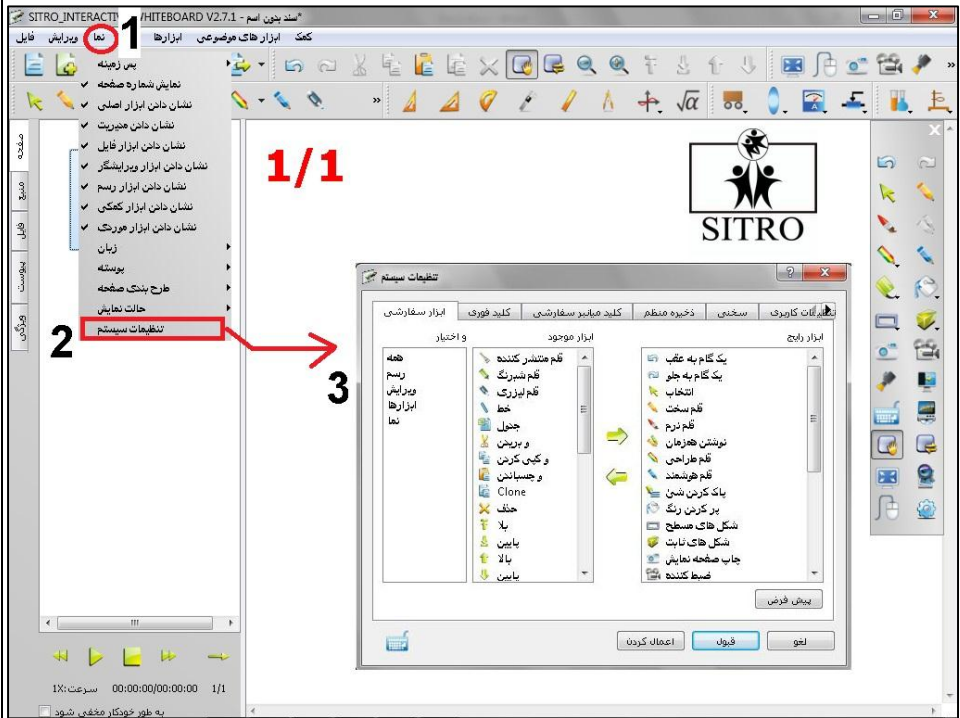 SITRO_INTERACTIVE WHITEBOARD V2.7.1 - سند بدون اسم*
فایل ویرایش نما ابزارها ابزار های موضوعی کمک
1
پس زمینه
نمایش شماره صفحه
نشان دادن ابزار اصلی
نشان دادن مدیریت
نشان دادن ابزار فایل
نشان دادن ابزار ویرایشگر
نشان دادن ابزار رسم
نشان دادن ابزار کمکی
نشان دادن ابزار موردی
زبان
پوسته
طرح بندی صفحه
حالت نمایش
تنظیمات سیستم
2
3
صفحه
منبع
فایل
پیوست
ویژگی
1/1
SITRO
تنظیمات سیستم
ابزار سفارشی کلید فوری کلید میانبر سفارشی ذخیره منظم سخنی تنظیمات کاربری
و اختیار
همه
رسم
ویرایش
ابزارها
نما
ابزار موجود
قلم منتشر کننده
قلم شبرنگ
قلم لیزری
خط
جدول
و بریدن
و کپی کردن
و چسباندن
Clone
حذف
بلا
پایین
بالا
پایین
ابزار رایج
یک گام به عقب
یک گام به جلو
انتخاب
قلم سخت
قلم نرم
نوشتن همزمان
قلم طراحی
قلم هوشمند
پاک کردن شئ
پر کردن رنگ
شکل های مسطح
شکل های ثابت
چاپ صفحه نمایش
ضبط کننده
پیش فرض
اعمال کردن قبول لغو
سرعت:1X 00:00:00/00:00:00 1/1
به طور خودکار مخفی شود